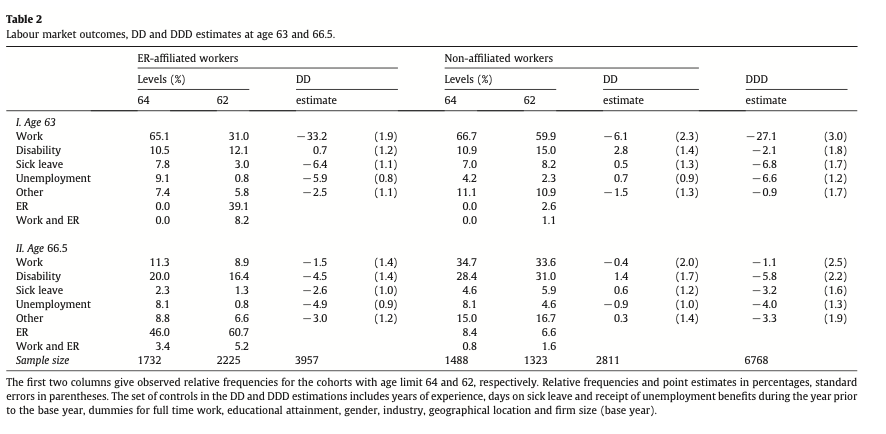 Table 2
Labour market outcomes, DD and DDD estimates at age 63 and 66.5.
ER-affiliated workers Non-affiliated workers
Levels (%) DD Levels (%) DD DDD
64 62 estimate 64 62 estimate estimate
I. Age 63
Work 65.1 31.0 −33.2 (1.9) 66.7 59.9 −6.1 (2.3) −27.1 (3.0)
Disability 10.5 12.1 0.7 (1.2) 10.9 15.0 2.8 (1.4) −2.1 (1.8)
Sick leave 7.8 3.0 −6.4 (1.1) 7.0 8.2 0.5 (1.3) −6.8 (1.7)
Unemployment 9.1 0.8 −5.9 (0.8) 4.2 2.3 0.7 (0.9) −6.6 (1.2)
Other 7.4 5.8 −2.5 (1.1) 11.1 10.9 −1.5 (1.3) −0.9 (1.7)
ER 0.0 39.1 0.0 2.6
Work and ER 0.0 8.2 0.0 1.1
II. Age 66.5
Work 11.3 8.9 −1.5 (1.4) 34.7 33.6 −0.4 (2.0) −1.1 (2.5)
Disability 20.0 16.4 −4.5 (1.4) 28.4 31.0 1.4 (1.7) −5.8 (2.2)
Sick leave 2.3 1.3 −2.6 (1.0) 4.6 5.9 0.6 (1.2) −3.2 (1.6)
Unemployment 8.1 0.8 −4.9 (0.9) 8.1 4.6 −0.9 (1.0) −4.0 (1.3)
Other 8.8 6.6 −3.0 (1.2) 15.0 16.7 0.3 (1.4) −3.3 (1.9)
ER 46.0 60.7 8.4 6.6
Work and ER 3.4 5.2 0.8 1.6
Sample size 1732 2225 3957 1488 1323 2811 6768
The first two columns give observed relative frequencies for the cohorts with age limit 64 and 62, respectively. Relative frequencies and point estimates in percentages, standard
errors in parentheses. The set of controls in the DD and DDD estimations includes years of experience, days on sick leave and receipt of unemployment benefits during the year prior
to the base year, dummies for full time work, educational attainment, gender, industry, geographical location and firm size (base year).